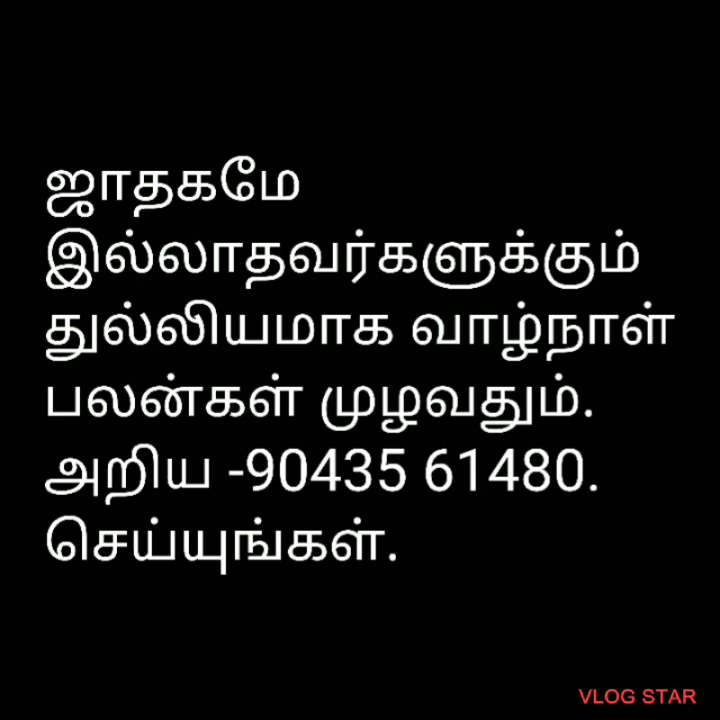 ஜாதகமே
இல்லாதவர்களுக்கும்
துல்லியமாக வாழ்நாள்
பலன்கள் முழவதும்.
அறிய -90435 61480.
செய்யுங்கள்.
VLOG STAR